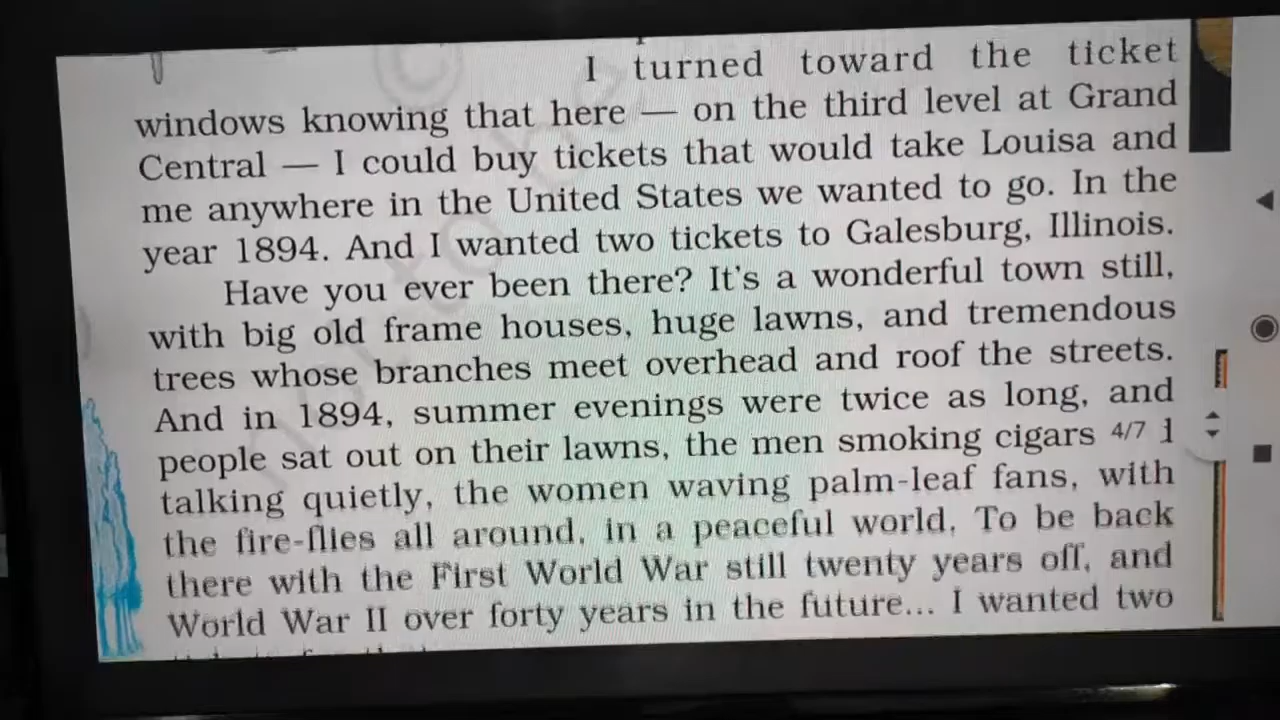 I turned toward the ticket
windows knowing that here — on the third level at Grand
Central — I could buy tickets that would take Louisa and
me anywhere in the United States we wanted to go. In the
year 1894. And I wanted two tickets to Galesburg, Illinois.
Have you ever been there? It's a wonderful town still,
with big old frame houses, huge lawns, and tremendous
trees whose branches meet overhead and roof the streets.
And in 1894, summer evenings were twice as long, and
people sat out on their lawns, the men smoking cigars 4/7
talking quietly, the women waving palm-leaf fans, with
the fire-flies all around, in a peaceful world. To be back
there with the First World War still twenty years off, and
World War II over forty years in the future... I wanted two